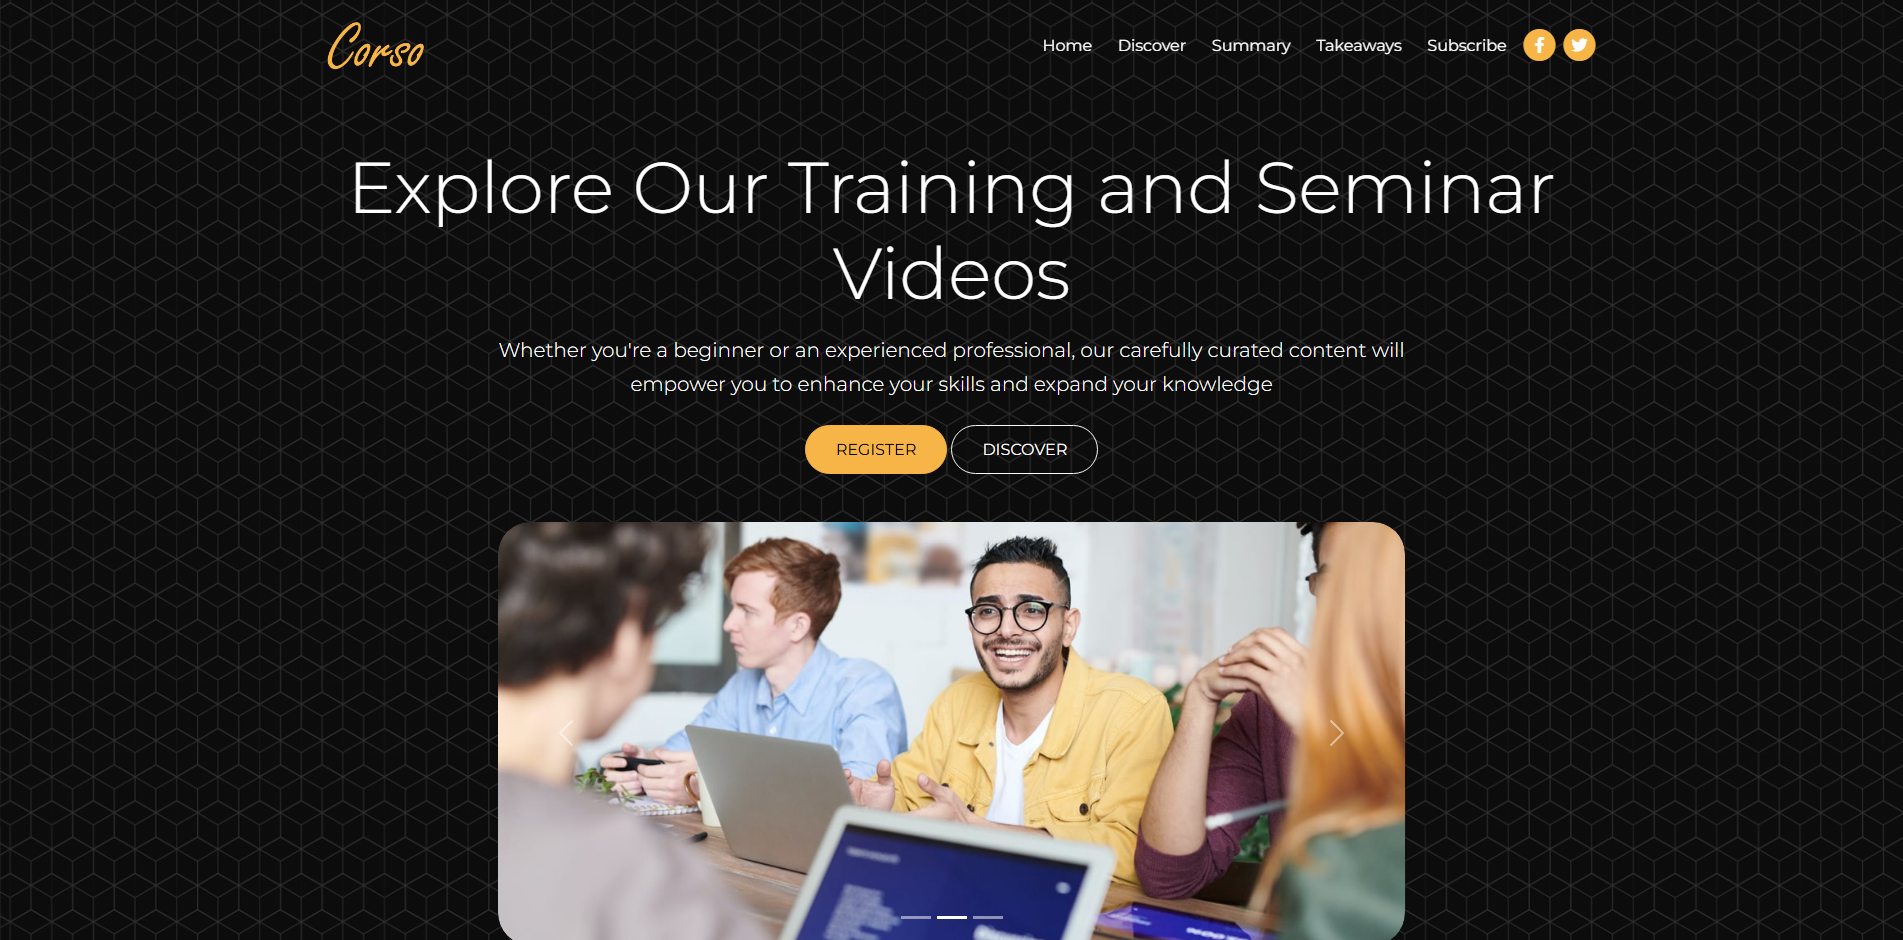 Corso
Home Discover Summary Takeaways Subscribe
Explore Our Training and Seminar
Videos
Whether you're a beginner or an experienced professional, our carefully curated content will
empower you to enhance your skills and expand your knowledge
REGISTER DISCOVER